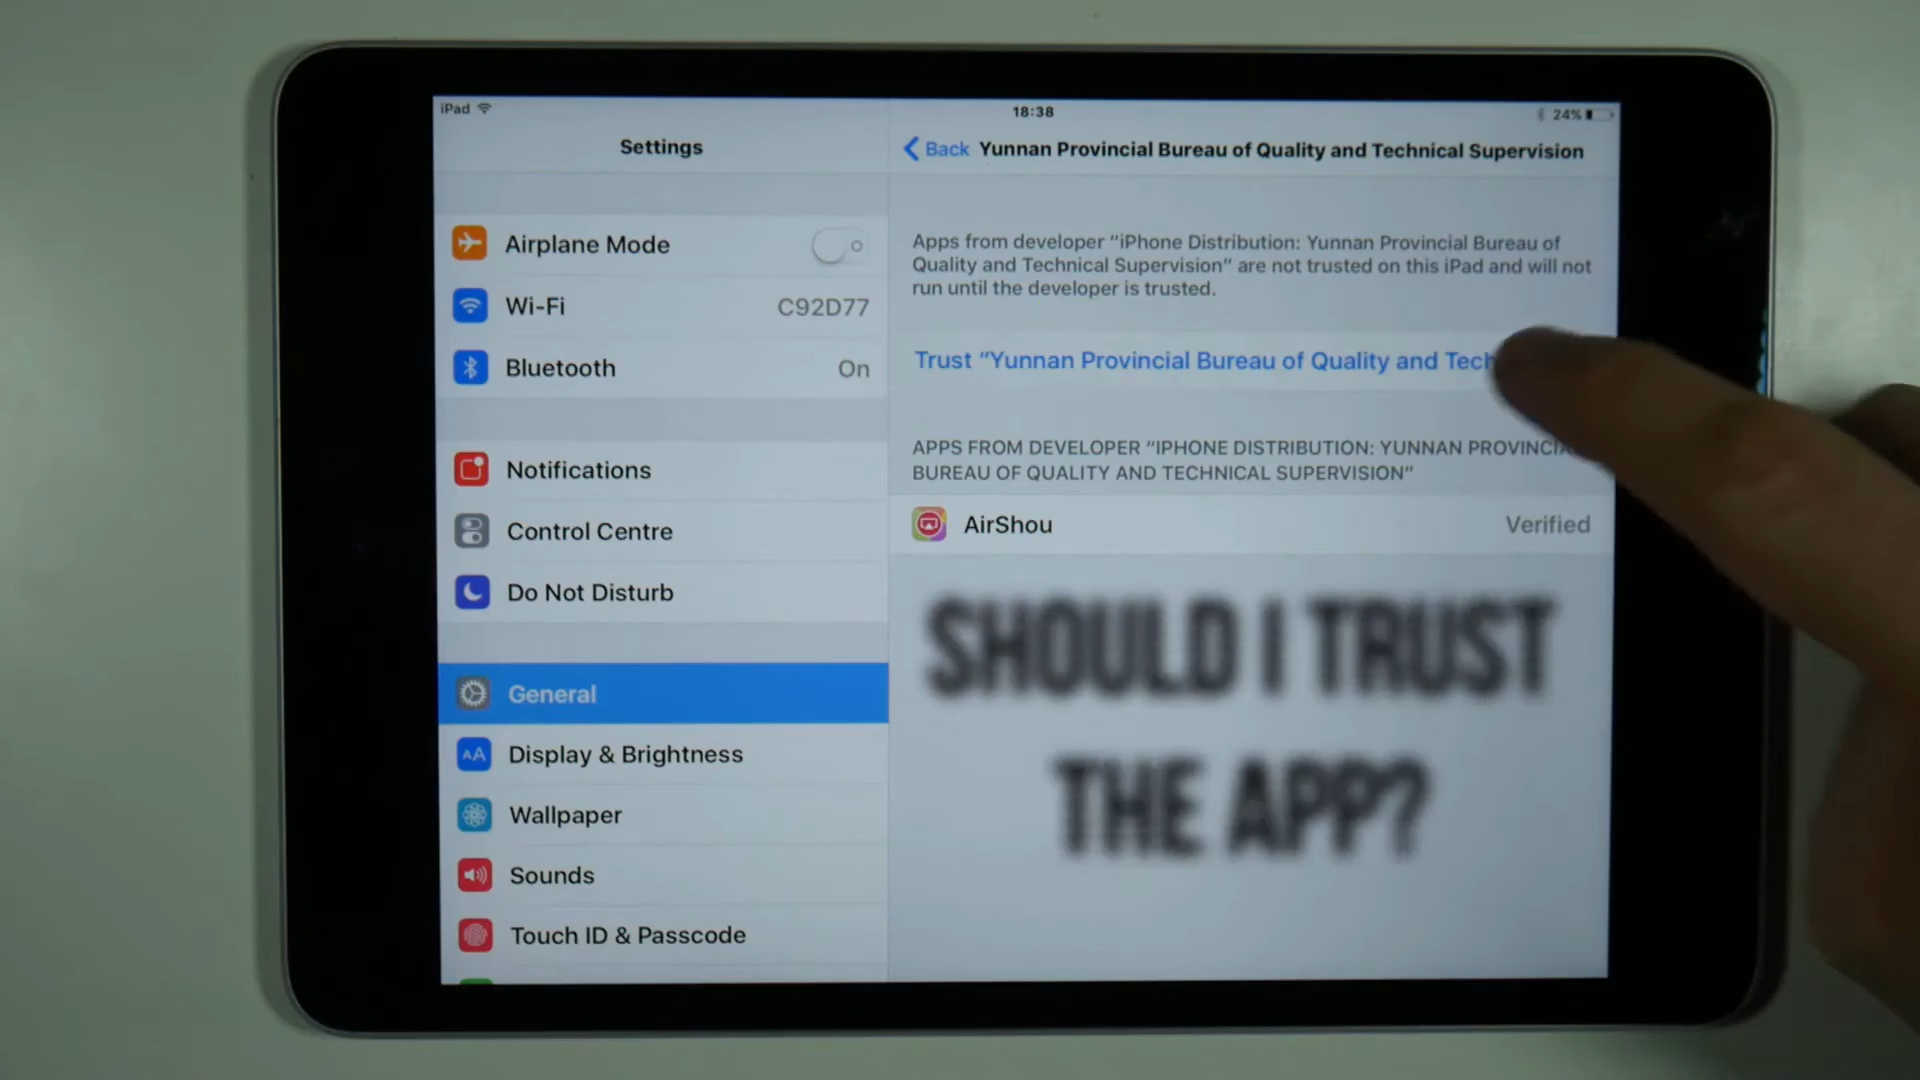 iPad
18:38
24%
Settings
Back
Yunnan Provincial Bureau of Quality and Technical Supervision
Airplane Mode
Wi-Fi
C92D77
Bluetooth
On
Notifications
Control Centre
Do Not Disturb
General
Display & Brightness
AA
Wallpaper
Sounds
Touch ID & Passcode
Apps from developer “iPhone Distribution: Yunnan Provincial Bureau of
Quality and Technical Supervision” are not trusted on this iPad and will not
run until the developer is trusted.
Trust “Yunnan Provincial Bureau of Quality and Tech
APPS FROM DEVELOPER “IPHONE DISTRIBUTION: YUNNAN PROVINCIA
BUREAU OF QUALITY AND TECHNICAL SUPERVISION”
AirShou
Verified
SHOULD I TRUST
THE APP?